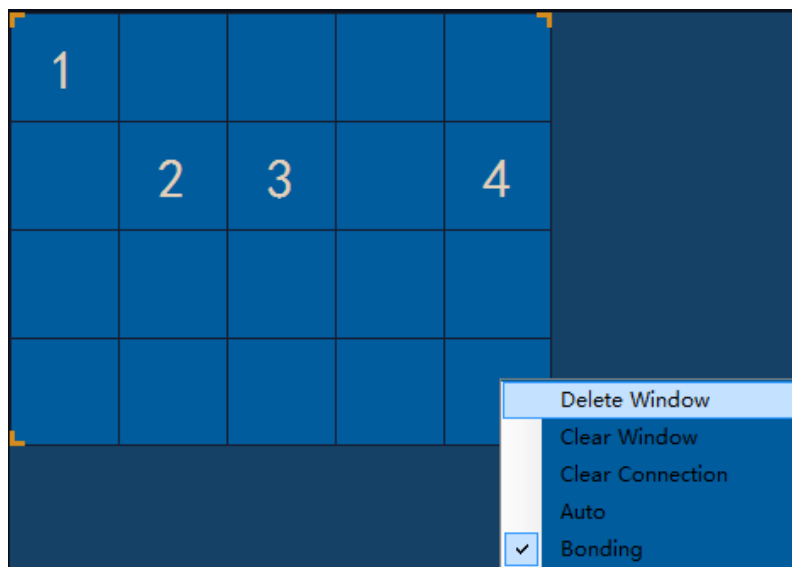 1
2 3 4
Delete Window
Clear Window
Clear Connection
Auto
Bonding